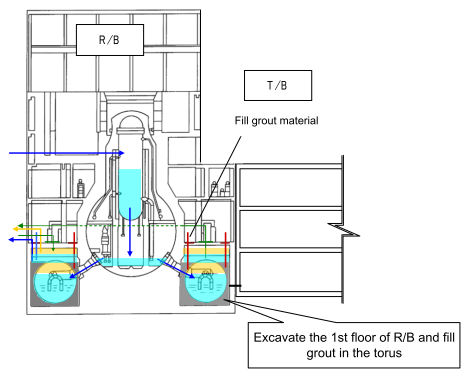 R/B
T/B
Fill grout material
Excavate the 1st floor of R/B and fill
grout in the torus